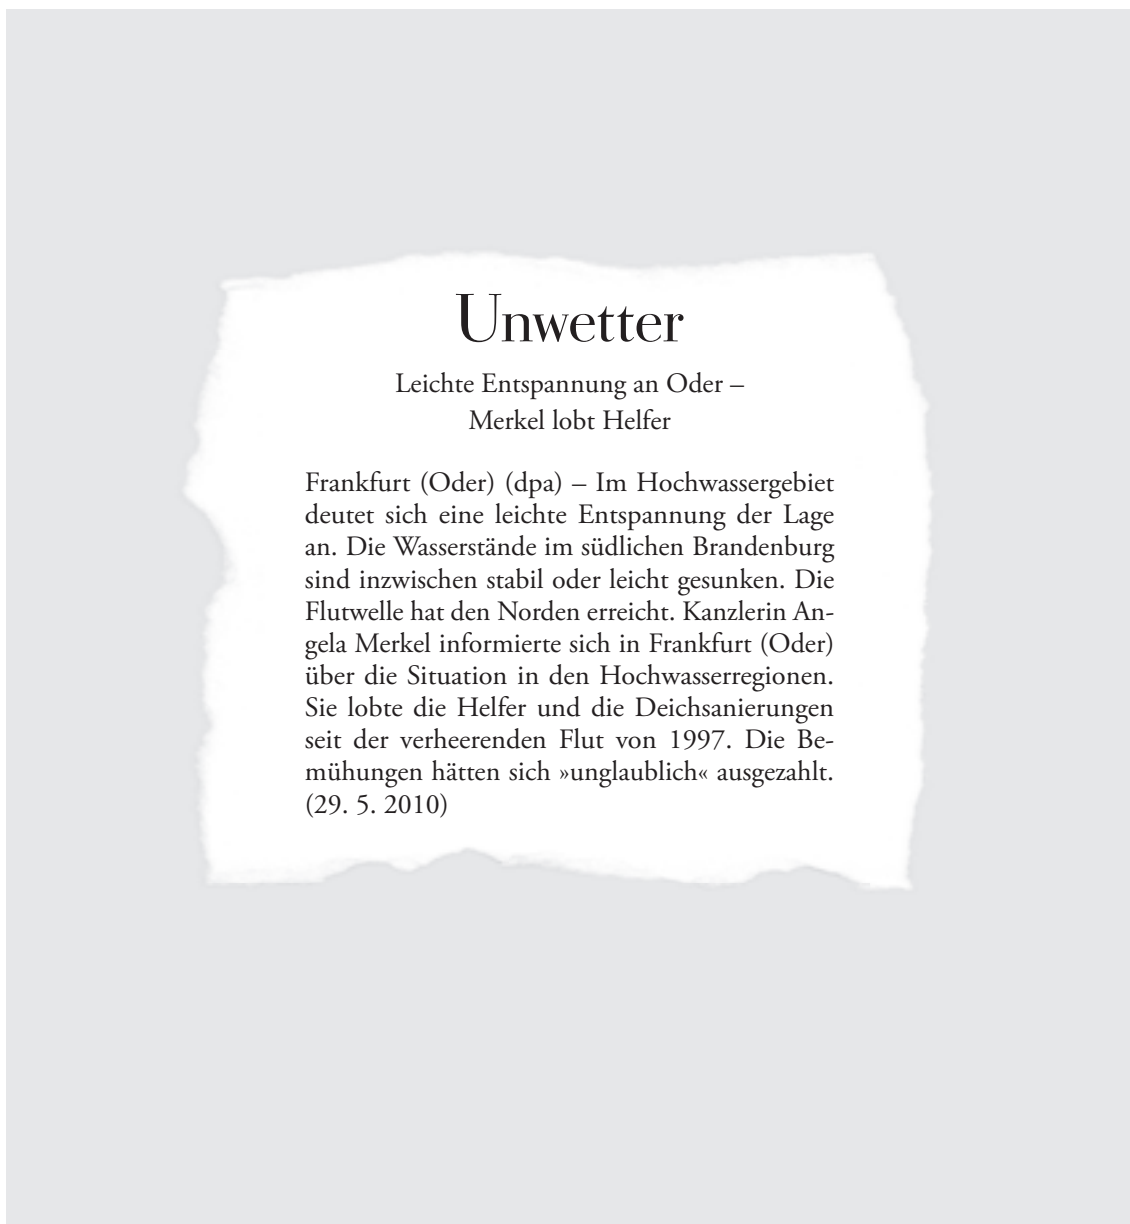 Unwetter
Leichte Entspannung an Oder –
Merkel lobt Helfer
Frankfurt (Oder) (dpa) – Im Hochwassergebiet
deutet sich eine leichte Entspannung der Lage
an. Die Wasserstände im südlichen Brandenburg
sind inzwischen stabil oder leicht gesunken. Die
Flutwelle hat den Norden erreicht. Kanzlerin An-
gela Merkel informierte sich in Frankfurt (Oder)
über die Situation in den Hochwasserregionen.
Sie lobte die Helfer und die Deichsanierungen
seit der verheerenden Flut von 1997. Die Be-
mühungen hätten sich »unglaublich« ausgezahlt.
(29. 5. 2010)